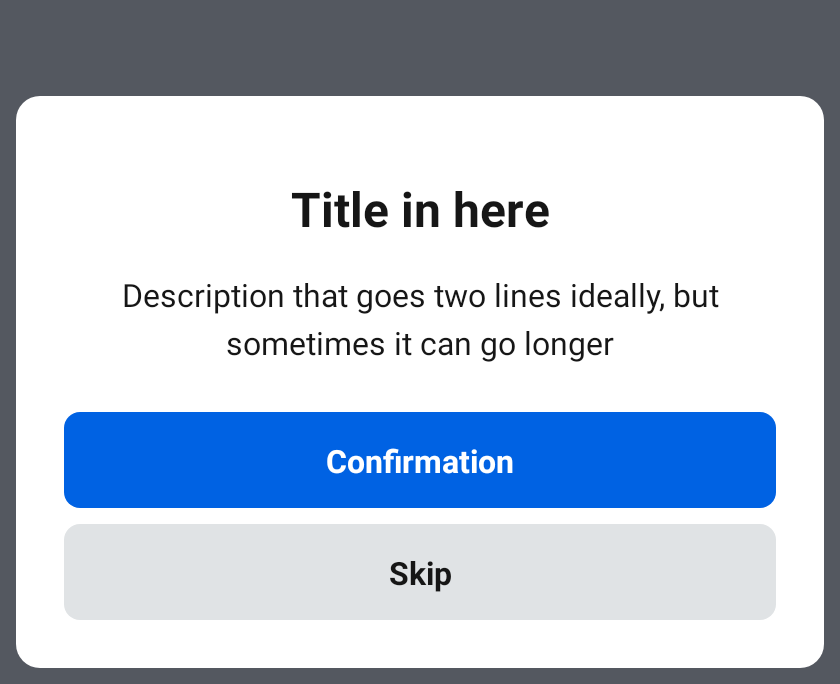 Title in here
Description that goes two lines ideally, but
sometimes it can go longer
Confirmation
Skip